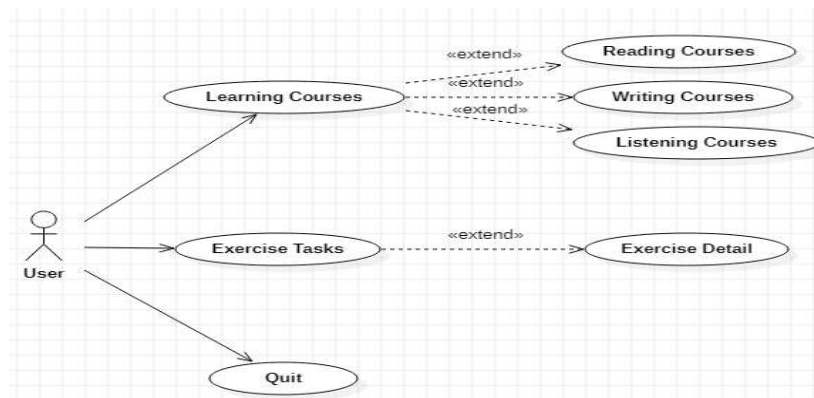 «extend»
Reading Courses
Learning Courses
«extend»
Writing Courses
«extend»
Listening Courses
User
Exercise Tasks
«extend»
Exercise Detail
Quit